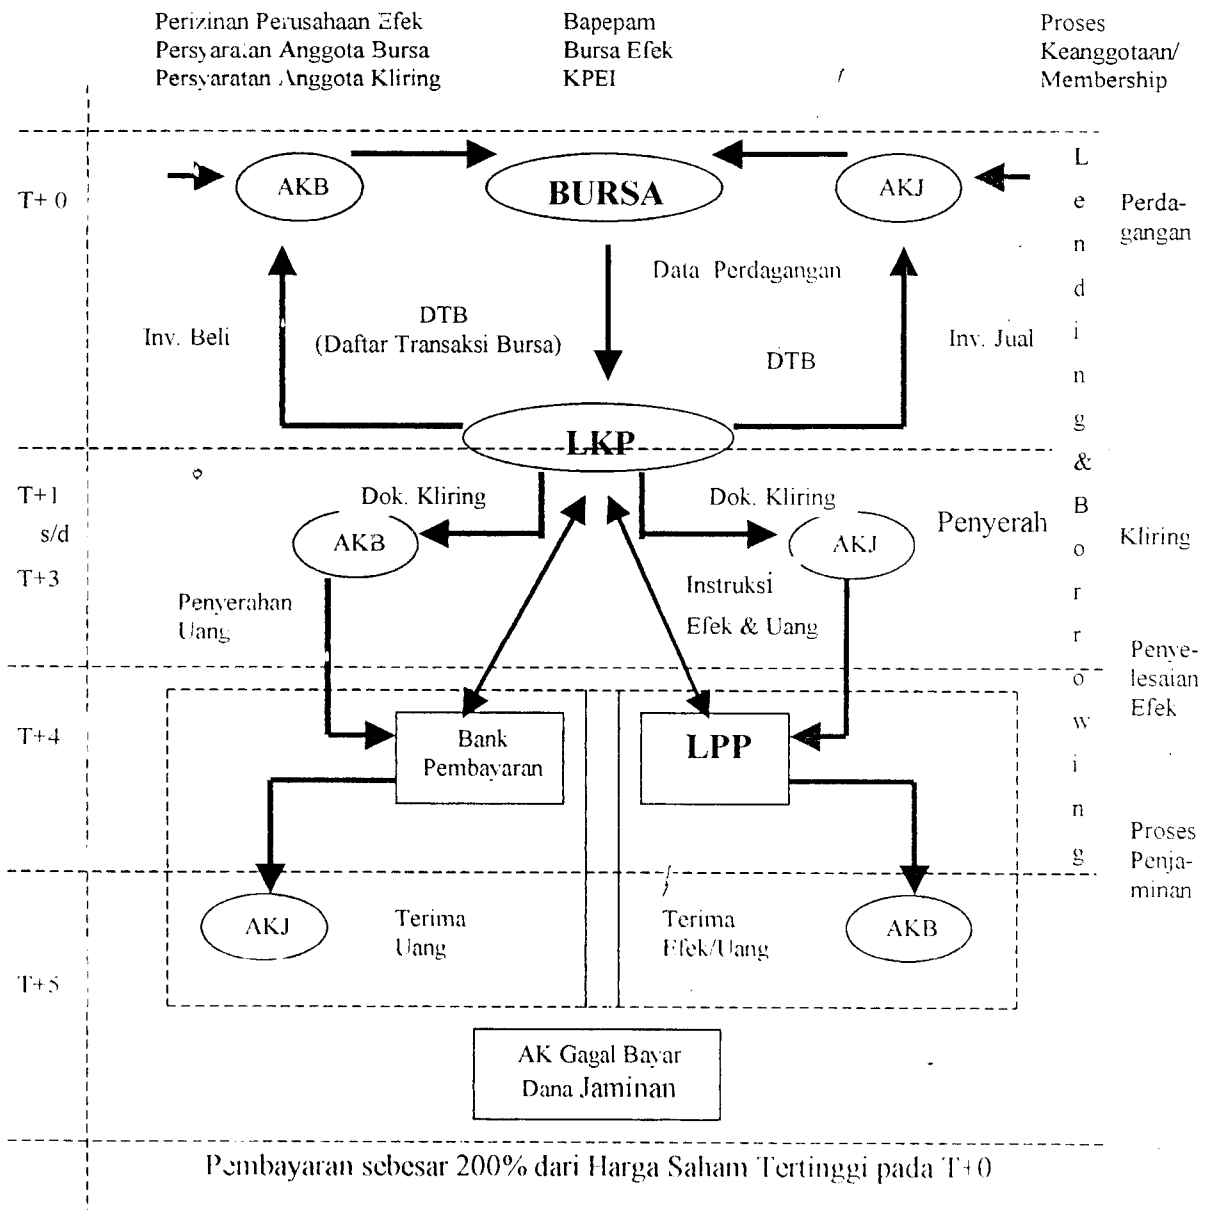 Perizinan Perusahaan Efek
Persyaratan Anggota Bursa
Persyaratan Anggota Kliring
Bapepam
Bursa Efek
KPEI
Proses
Keanggotaan/
Membership
T+ 0
AKB
BURSA
AKJ
Perda-
gangan
Data Perdagangan
Inv. Beli
DTB
(Daftar Transaksi Bursa)
DTB
Inv. Jual
LKP
Lending & Borrowing
T+1
s/d
T+3
Dok. Kliring
Dok. Kliring
AKB
AKJ
Penyerah
Kliring
Penyerahan
Uang
Instruksi
Efek & Uang
Penye-
lesaian
Efek
T+4
Bank
Pembayaran
LPP
Proses
Penja-
minan
AKJ
Terima
Uang
Terima
Efek/Uang
AKB
T+5
AK Gagal Bayar
Dana Jaminan
Pembayaran sebesar 200% dari Harga Saham Tertinggi pada T+0